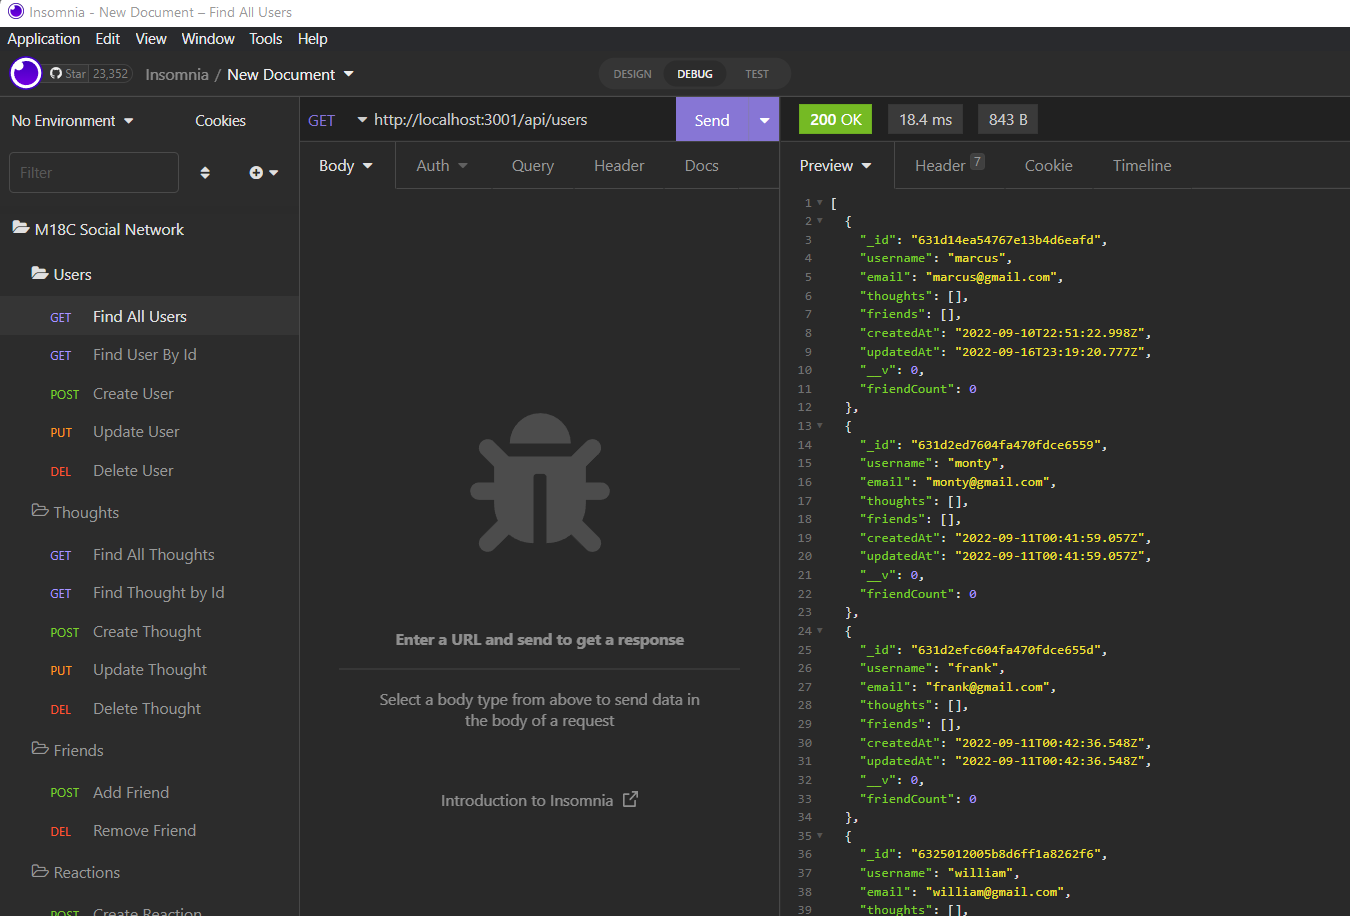 Insomnia - New Document – Find All Users
Application Edit View Window Tools Help
Star 23,352 Insomnia / New Document
DESIGN DEBUG TEST
No Environment Cookies
Filter
M18C Social Network
Users
GET Find All Users
GET Find User By Id
POST Create User
PUT Update User
DEL Delete User
Thoughts
GET Find All Thoughts
GET Find Thought by Id
POST Create Thought
PUT Update Thought
DEL Delete Thought
Friends
POST Add Friend
DEL Remove Friend
Reactions
POST Create Reaction
GET http://localhost:3001/api/users Send
Body Auth Query Header Docs
Enter a URL and send to get a response
Select a body type from above to send data in
the body of a request
Introduction to Insomnia
200 OK 18.4 ms 843 B
Preview Header 7 Cookie Timeline
1 [
2 {
3 "_id": "631d14ea54767e13b4d6eafd",
4 "username": "marcus",
5 "email": "marcus@gmail.com",
6 "thoughts": [],
7 "friends": [],
8 "createdAt": "2022-09-10T22:51:22.998Z",
9 "updatedAt": "2022-09-16T23:19:20.777Z",
10 "__v": 0,
11 "friendCount": 0
12 },
13 {
14 "_id": "631d2ed7604fa470fdce6559",
15 "username": "monty",
16 "email": "monty@gmail.com",
17 "thoughts": [],
18 "friends": [],
19 "createdAt": "2022-09-11T00:41:59.057Z",
20 "updatedAt": "2022-09-11T00:41:59.057Z",
21 "__v": 0,
22 "friendCount": 0
23 },
24 {
25 "_id": "631d2efc604fa470fdce655d",
26 "username": "frank",
27 "email": "frank@gmail.com",
28 "thoughts": [],
29 "friends": [],
30 "createdAt": "2022-09-11T00:42:36.548Z",
31 "updatedAt": "2022-09-11T00:42:36.548Z",
32 "__v": 0,
33 "friendCount": 0
34 },
35 {
36 "_id": "6325012005b8d6ff1a8262f6",
37 "username": "william",
38 "email": "william@gmail.com",
39 "thoughts": [],